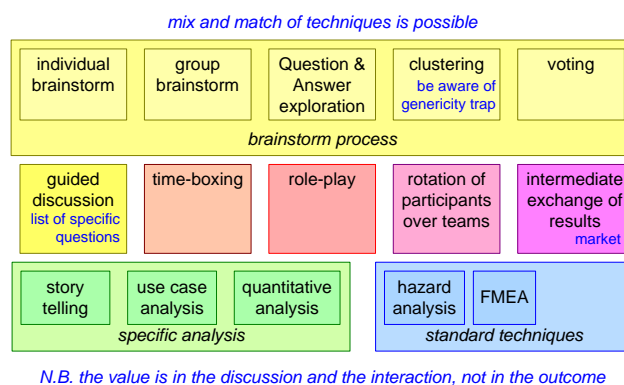 mix and match of techniques is possible
individual
brainstorm
group
brainstorm
Question &
Answer
exploration
clustering
be aware of
genericity trap
voting
brainstorm process
guided
discussion
list of specific
questions
time-boxing
role-play
rotation of
participants
over teams
intermediate
exchange of
results
market
story
telling
use case
analysis
quantitative
analysis
specific analysis
hazard
analysis
FMEA
standard techniques
N.B. the value is in the discussion and the interaction, not in the outcome